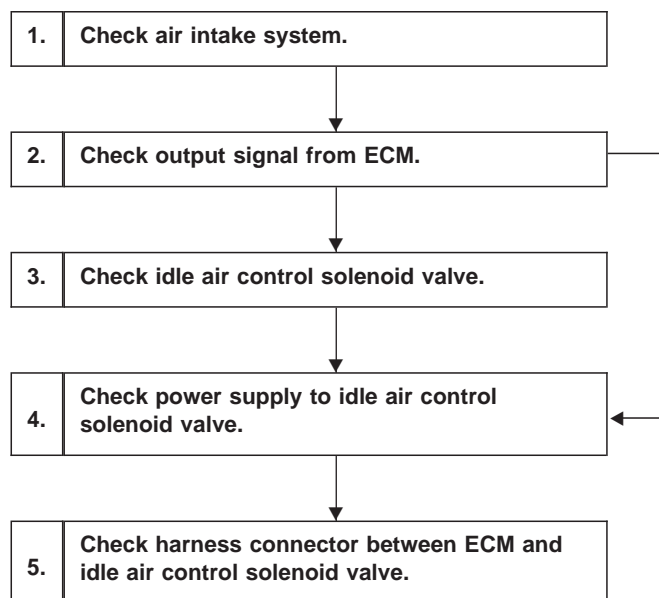 1. Check air intake system.
2. Check output signal from ECM.
3. Check idle air control solenoid valve.
4. Check power supply to idle air control
solenoid valve.
5. Check harness connector between ECM and
idle air control solenoid valve.